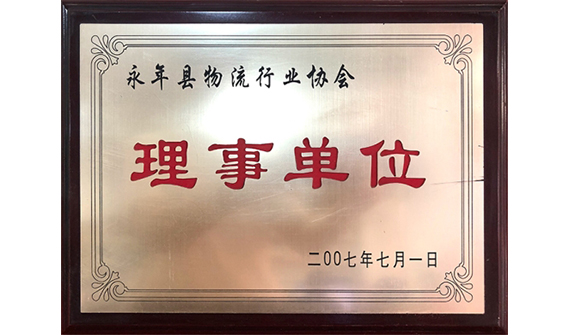 永年县物流行业协会
理事单位
二00七年七月一日